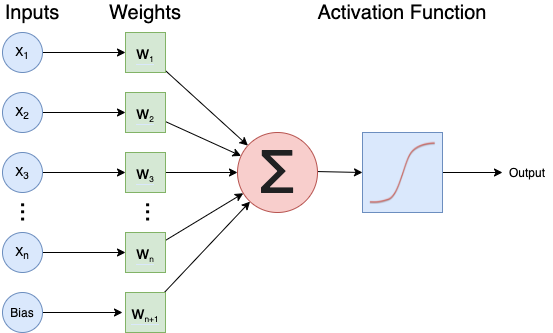 Inputs Weights Activation Function
X1 W1
X2 W2
X3 W3
∑
Output
⋮ ⋮
Xn Wn
Bias Wn+1